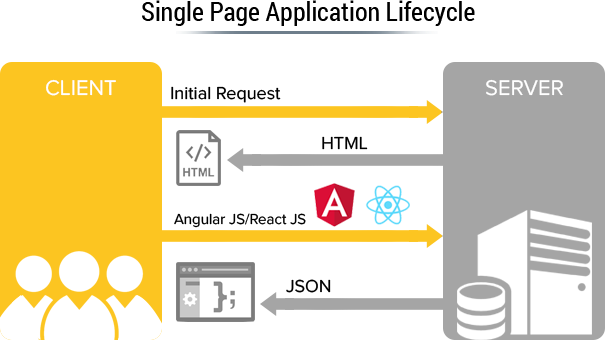 Single Page Application Lifecycle
CLIENT
SERVER
Initial Request
HTML
</>
HTML
Angular JS/React JS
A
};
JSON